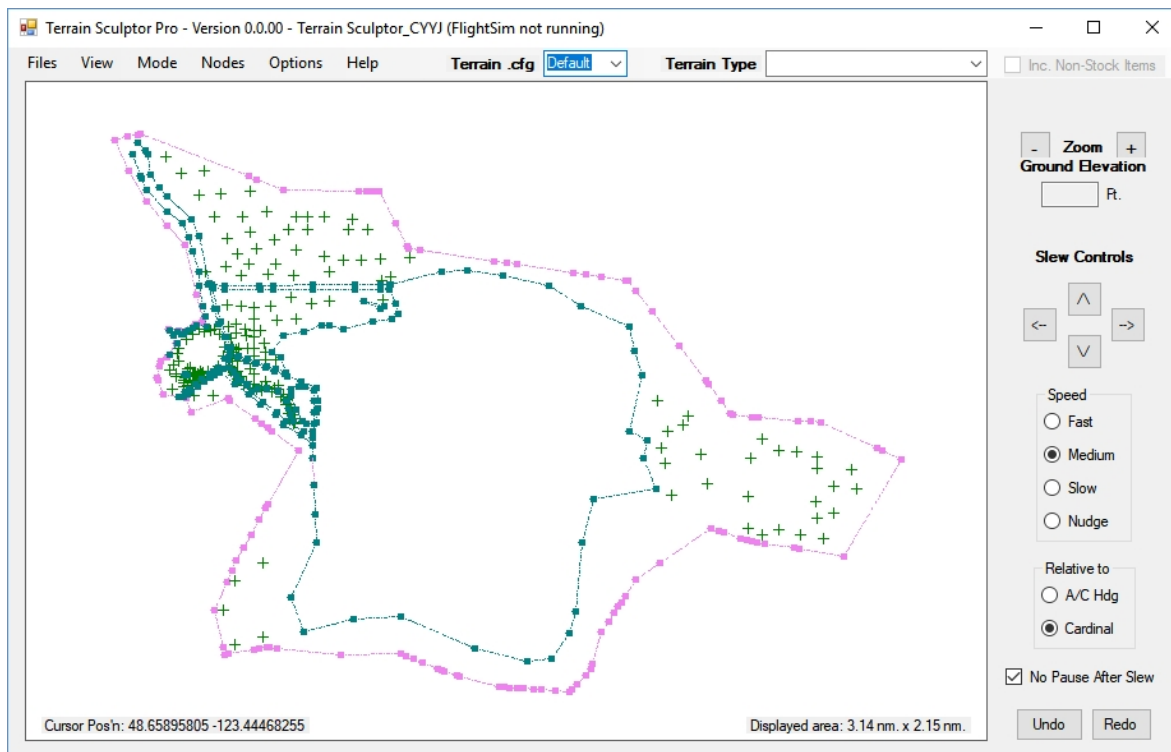 Terrain Sculptor Pro - Version 0.0.00 - Terrain Sculptor_CYYJ (FlightSim not running)
Files View Mode Nodes Options Help Terrain .cfg Default Terrain Type Inc. Non-Stock Items
- Zoom +
Ground Elevation
Ft.
Slew Controls
^
<-- -->
v
Speed
Fast
Medium
Slow
Nudge
Relative to
A/C Hdg
Cardinal
No Pause After Slew
Cursor Pos'n: 48.65895805 -123.44468255 Displayed area: 3.14 nm. x 2.15 nm. Undo Redo